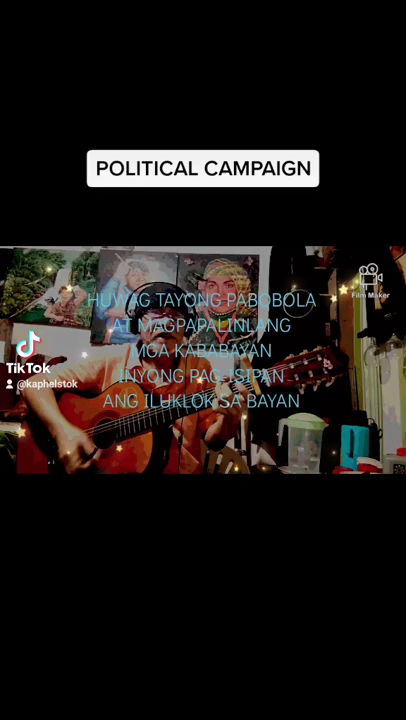 POLITICAL CAMPAIGN
HUWAG TAYONG PABOBOLA
AT MAGPAPALINLANG
MGA KABABAYAN
INYONG PAG ISIPAN
ANG ILUKLOK SA BAYAN
Film Maker
TikTok
@kaphelstok